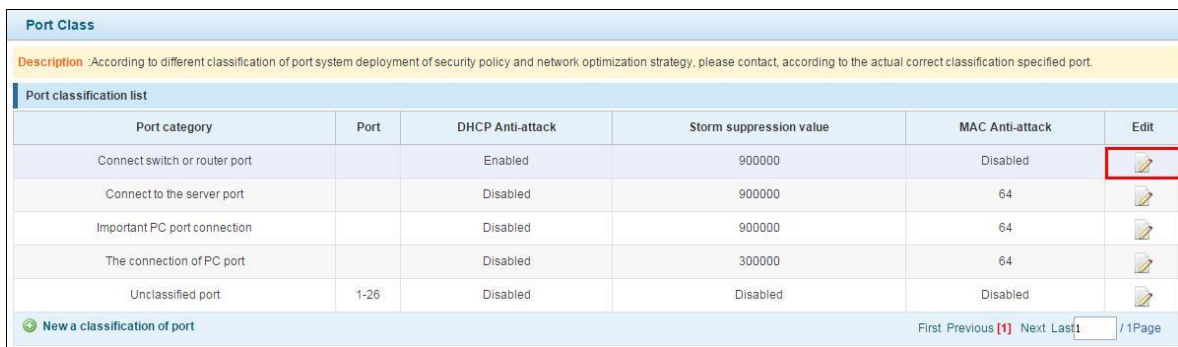 Port Class
Description :According to different classification of port system deployment of security policy and network optimization strategy, please contact, according to the actual correct classification specified port.
Port classification list
Port category Port DHCP Anti-attack Storm suppression value MAC Anti-attack Edit
Connect switch or router port Enabled 900000 Disabled
Connect to the server port Disabled 900000 64
Important PC port connection Disabled 900000 64
The connection of PC port Disabled 300000 64
Unclassified port 1-26 Disabled Disabled Disabled
New a classification of port First Previous [1] Next Last 1 / 1Page